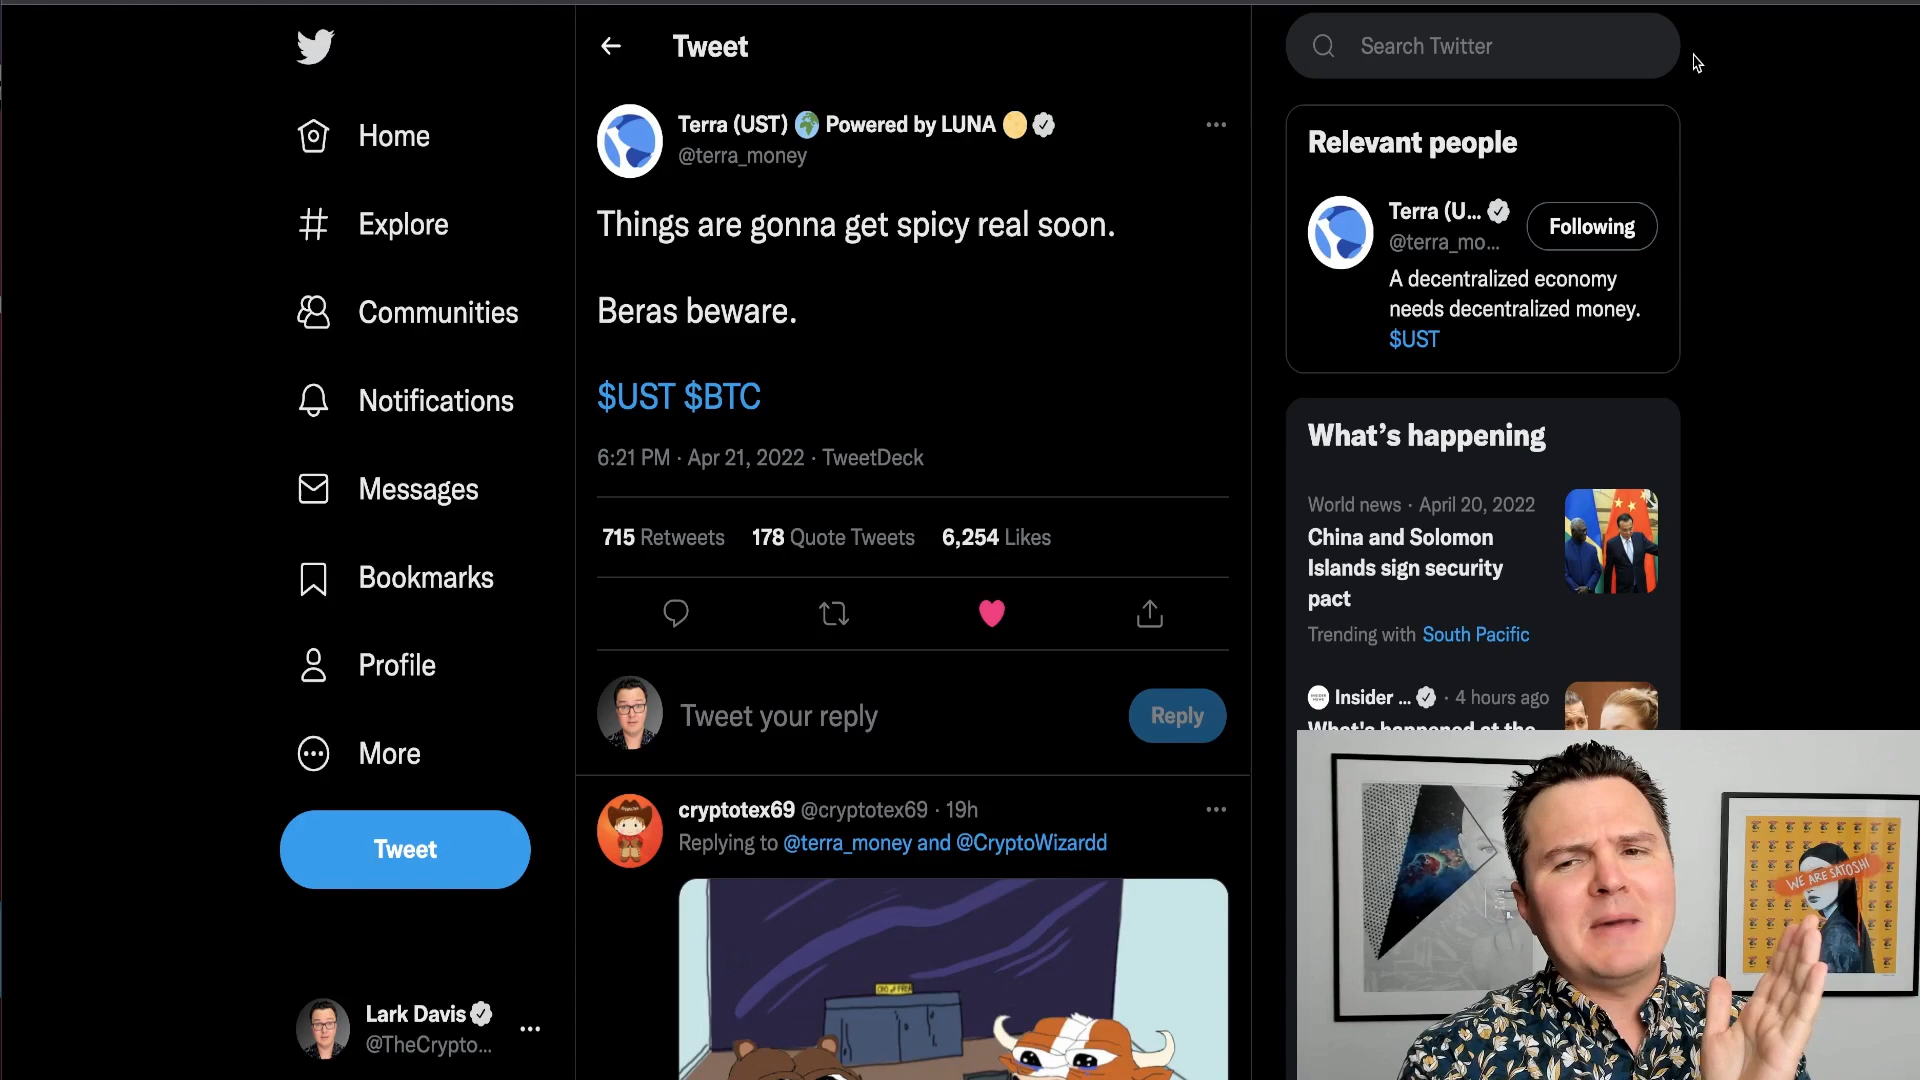 Home
Explore
Communities
Notifications
Messages
Bookmarks
Profile
More
Tweet
Lark Davis
@TheCrypto...
Tweet
Terra (UST) 🌍 Powered by LUNA 🌕
@terra_money
Things are gonna get spicy real soon.
Beras beware.
$UST $BTC
6:21 PM · Apr 21, 2022 · TweetDeck
715 Retweets 178 Quote Tweets 6,254 Likes
Tweet your reply
Reply
cryptotex69 @cryptotex69 · 19h
Replying to @terra_money and @CryptoWizardd
Search Twitter
Relevant people
Terra (U...
@terra_mo...
Following
A decentralized economy
needs decentralized money.
$UST
What's happening
World news · April 20, 2022
China and Solomon
Islands sign security
pact
Trending with South Pacific
Insider ... · 4 hours ago
What's happened at the
WE ARE SATOSHI